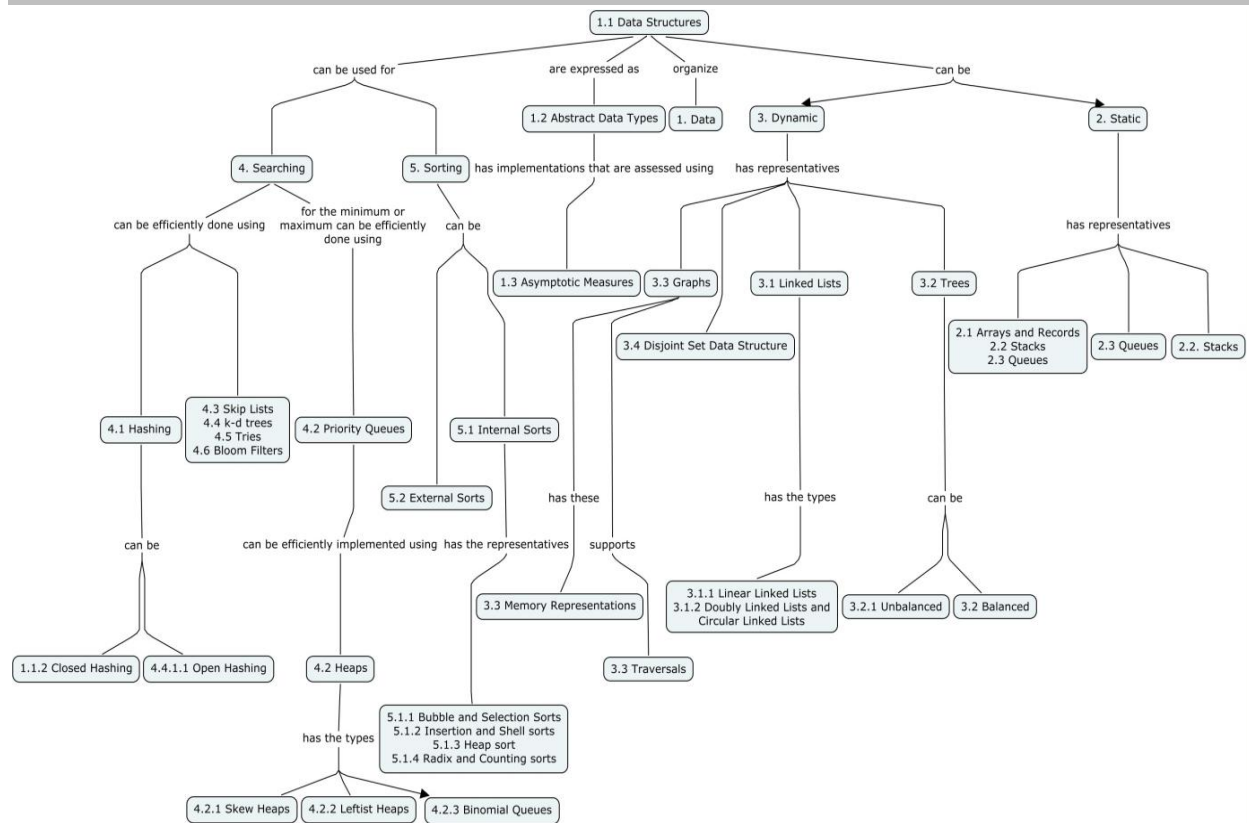 1.1 Data Structures
can be used for
are expressed as
organize
can be
1.2 Abstract Data Types
1. Data
3. Dynamic
2. Static
4. Searching
5. Sorting
has implementations that are assessed using
has representatives
for the minimum or
maximum can be efficiently
done using
can be efficiently done using
can be
has representatives
1.3 Asymptotic Measures
3.3 Graphs
3.1 Linked Lists
3.2 Trees
2.1 Arrays and Records
2.2 Stacks
2.3 Queues
2.3 Queues
2.2. Stacks
3.4 Disjoint Set Data Structure
4.1 Hashing
4.3 Skip Lists
4.4 k-d trees
4.5 Tries
4.6 Bloom Filters
4.2 Priority Queues
5.1 Internal Sorts
5.2 External Sorts
has these
has the types
can be
can be
can be efficiently implemented using
has the representatives
supports
3.3 Memory Representations
3.1.1 Linear Linked Lists
3.1.2 Doubly Linked Lists and
Circular Linked Lists
3.2.1 Unbalanced
3.2 Balanced
1.1.2 Closed Hashing
4.4.1.1 Open Hashing
4.2 Heaps
3.3 Traversals
5.1.1 Bubble and Selection Sorts
5.1.2 Insertion and Shell sorts
5.1.3 Heap sort
5.1.4 Radix and Counting sorts
has the types
4.2.1 Skew Heaps
4.2.2 Leftist Heaps
4.2.3 Binomial Queues